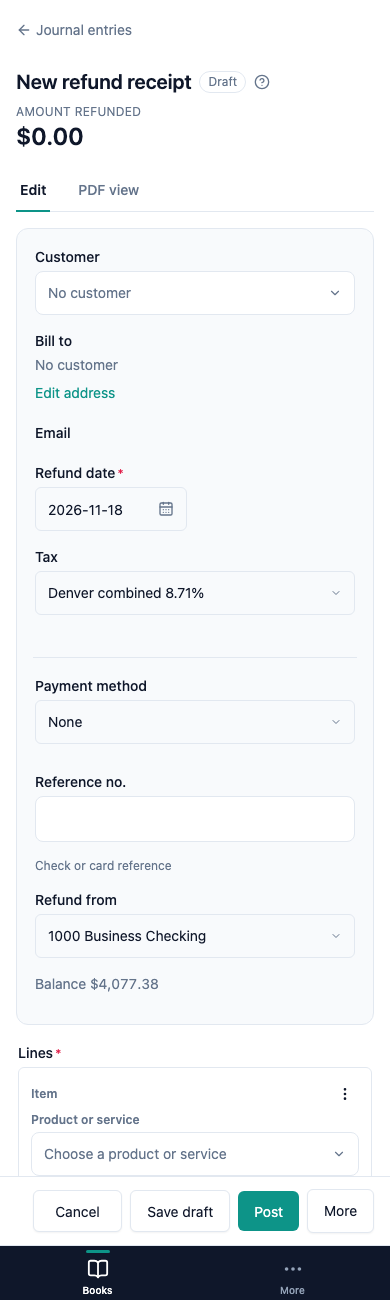 Journal entries
New refund receipt Draft
AMOUNT REFUNDED
$0.00
Edit PDF view
Customer
No customer
Bill to
No customer
Edit address
Email
Refund date*
2026-11-18
Tax
Denver combined 8.71%
Payment method
None
Reference no.
Check or card reference
Refund from
1000 Business Checking
Balance $4,077.38
Lines*
Item
Product or service
Choose a product or service
Cancel Save draft Post More
Books More